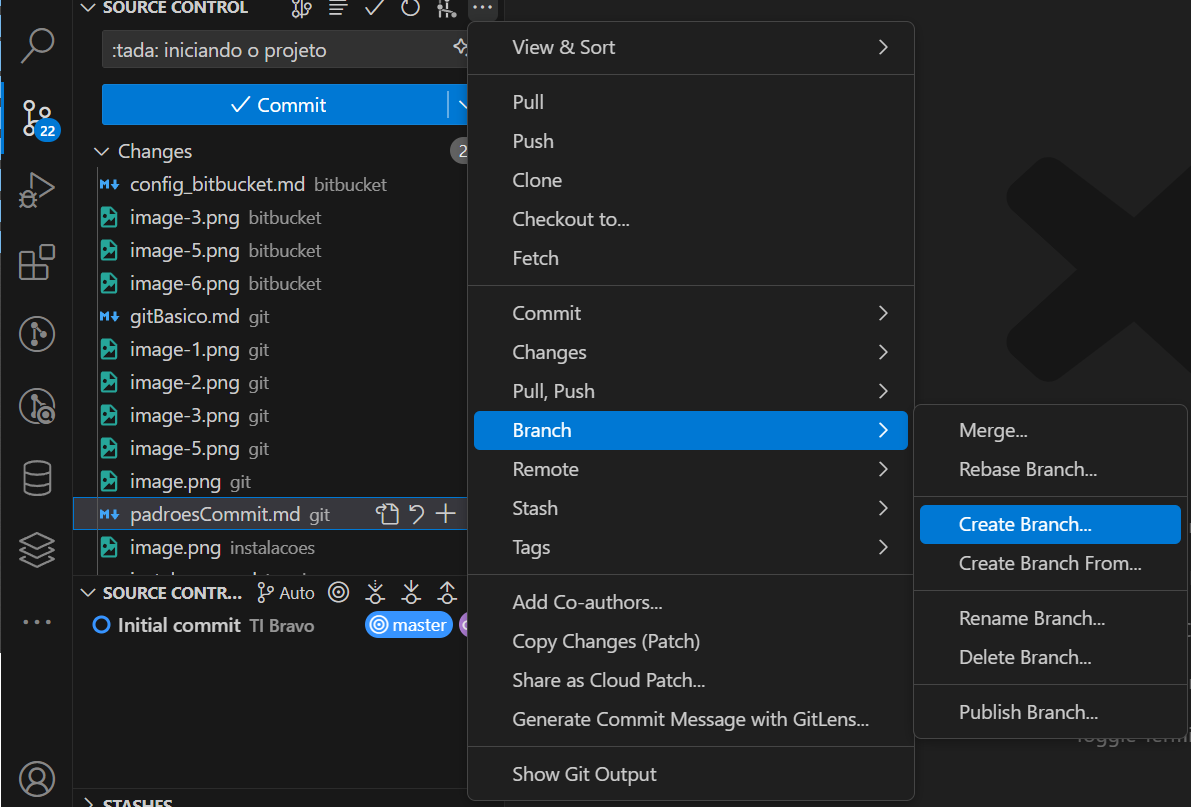 SOURCE CONTROL
:tada: iniciando o projeto
Commit
22
Changes
2
config_bitbucket.md bitbucket
image-3.png bitbucket
image-5.png bitbucket
image-6.png bitbucket
gitBasico.md git
image-1.png git
image-2.png git
image-3.png git
image-5.png git
image.png git
padroesCommit.md git
image.png instalacoes
SOURCE CONTR... Auto
Initial commit TI Bravo master
STASHES
View & Sort
Pull
Push
Clone
Checkout to...
Fetch
Commit
Changes
Pull, Push
Branch
Remote
Stash
Tags
Add Co-authors...
Copy Changes (Patch)
Share as Cloud Patch...
Generate Commit Message with GitLens...
Show Git Output
Merge...
Rebase Branch...
Create Branch...
Create Branch From...
Rename Branch...
Delete Branch...
Publish Branch...